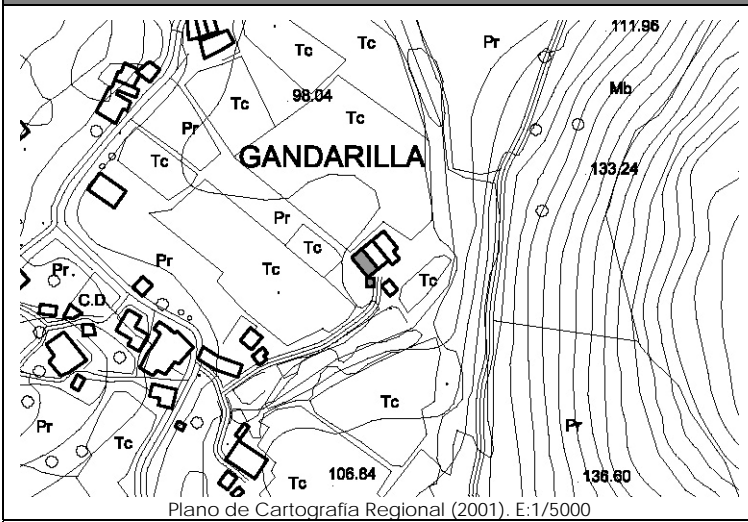 111.96
Tc
Tc
Pr
Mb
98.04
Tc
Tc
Pr
Tc
GANDARILLA
133.24
Pr
Tc
Pr
Pr
Tc
Tc
C.D
Tc
Pr
Tc
Pr
Tc
106.84
136.60
Plano de Cartografía Regional (2001). E:1/5000